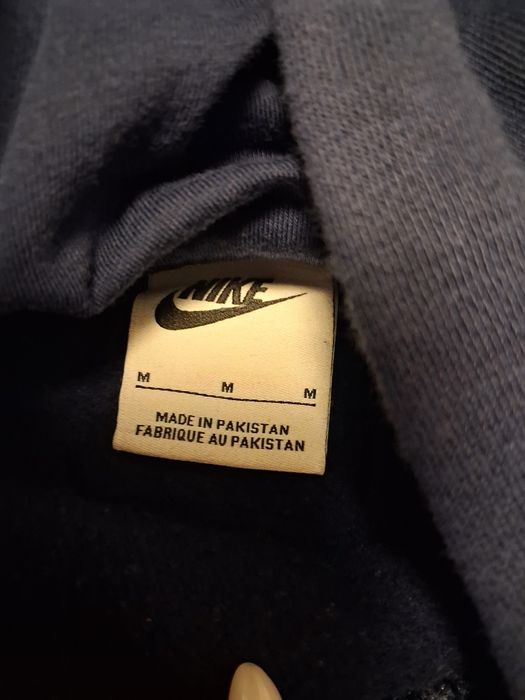 NIKE
M M M
MADE IN PAKISTAN
FABRIQUE AU PAKISTAN